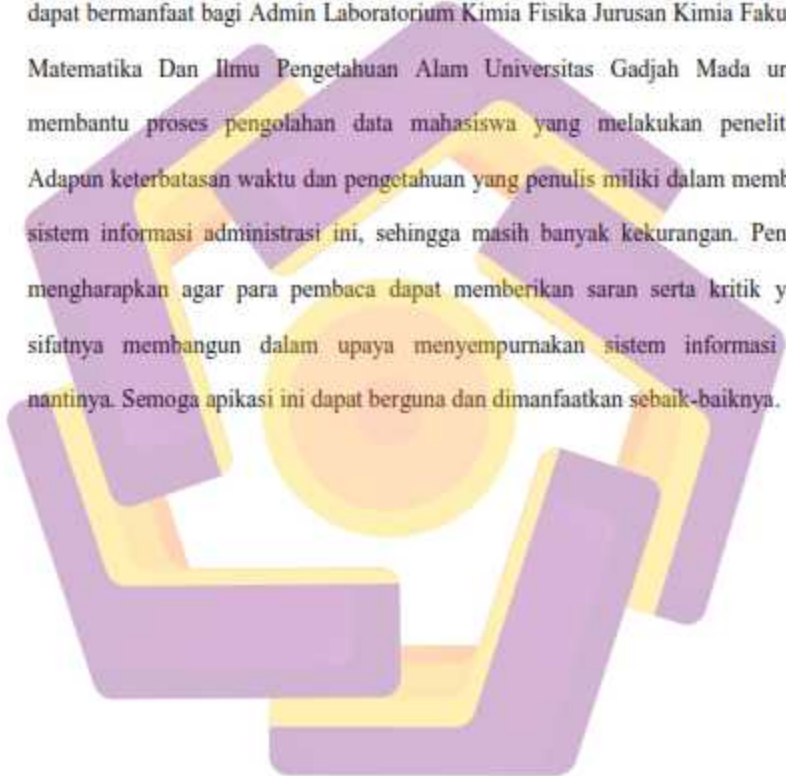 dapat bermanfaat bagi Admin Laboratorium Kimia Fisika Jurusan Kimia Faku
Matematika Dan Ilmu Pengetahuan Alam Universitas Gadjah Mada un
membantu proses pengolahan data mahasiswa yang melakukan penelit
Adapun keterbatasan waktu dan pengetahuan yang penulis miliki dalam memb
sistem informasi administrasi ini, sehingga masih banyak kekurangan. Pen
mengharapkan agar para pembaca dapat memberikan saran serta kritik y
sifatnya membangun dalam upaya menyempurnakan sistem informasi
nantinya. Semoga apikasi ini dapat berguna dan dimanfaatkan sebaik-baiknya.